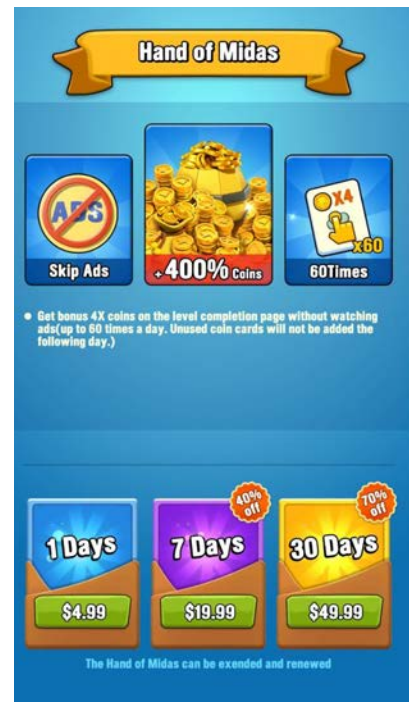 Hand of Midas
ADS
Skip Ads
+400% Coins
X4
x60
60Times
Get bonus 4X coins on the level completion page without watching
ads(up to 60 times a day. Unused coin cards will not be added the
following day.)
1 Days
$4.99
40%
off
7 Days
$19.99
70%
off
30 Days
$49.99
The Hand of Midas can be exended and renewed